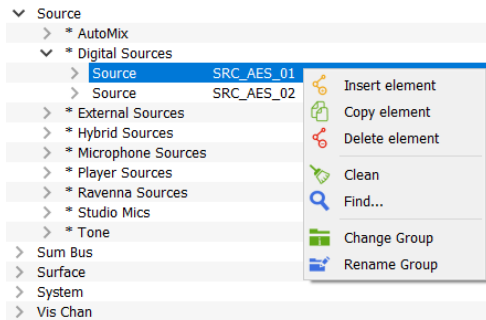 Source
* AutoMix
* Digital Sources
Source SRC_AES_01
Source SRC_AES_02
* External Sources
* Hybrid Sources
* Microphone Sources
* Player Sources
* Ravenna Sources
* Studio Mics
* Tone
Sum Bus
Surface
System
Vis Chan
Insert element
Copy element
Delete element
Clean
Find...
Change Group
Rename Group